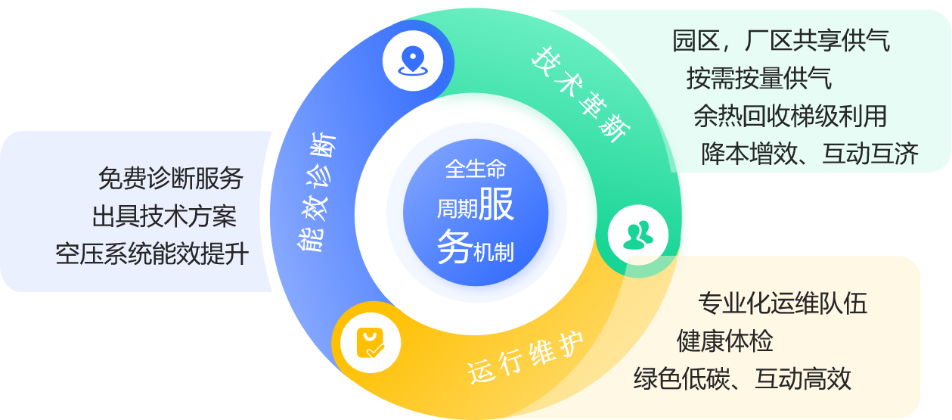 全生命
周期服
务机制
能效诊断
免费诊断服务
出具技术方案
空压系统能效提升
技术革新
园区，厂区共享供气
按需按量供气
余热回收梯级利用
降本增效、互动互济
运行维护
专业化运维队伍
健康体检
绿色低碳、互动高效